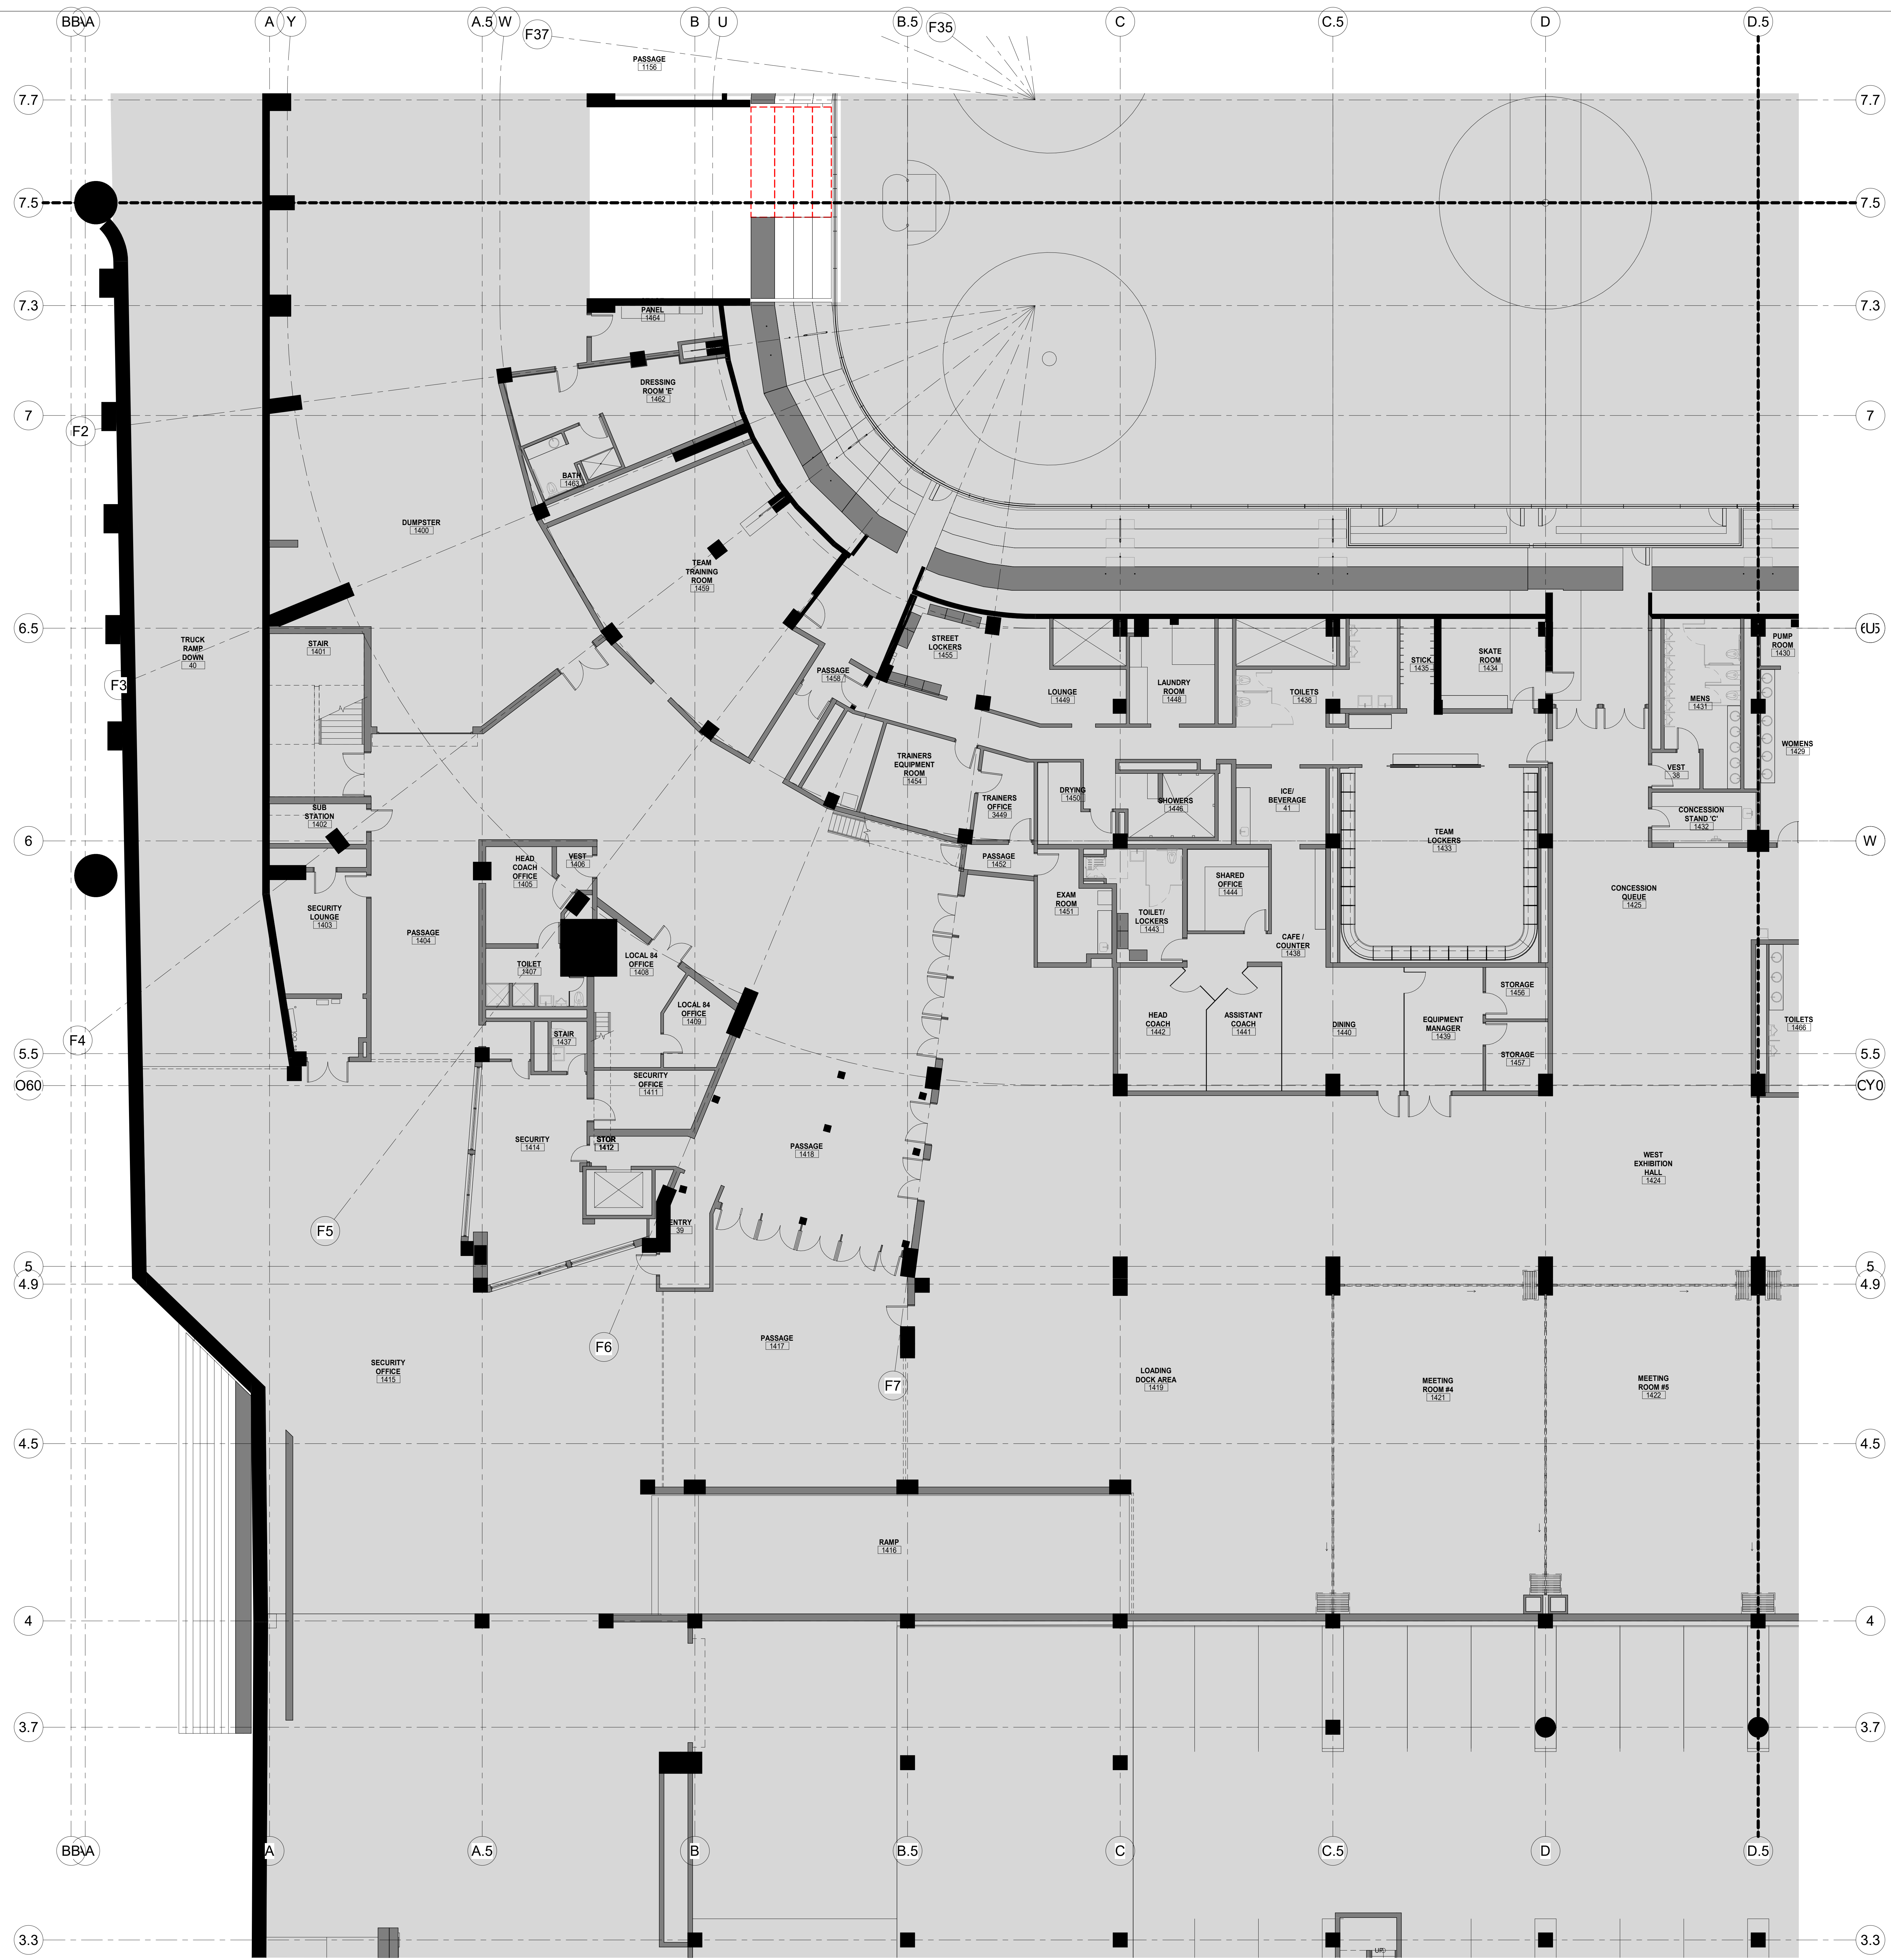 BB
AA
A
Y
A.5
W
B
U
B.5
F35
C
C.5
D
D.5
F37
PASSAGE
1156
7.7
7.7
7.5
7.5
7.3
7.3
PANEL
1464
DRESSING
ROOM 'E'
1462
7
7
F2
BATH
1463
DUMPSTER
1400
TEAM
TRAINING
ROOM
1459
6.5
TRUCK
RAMP
DOWN
40
STAIR
1401
STREET
LOCKERS
1455
PASSAGE
1458
LOUNGE
1449
LAUNDRY
ROOM
1448
TOILETS
1436
STICK
1435
SKATE
ROOM
1434
MENS
1431
PUMP
ROOM
1430
F3
WOMENS
1429
VEST
38
TRAINERS
EQUIPMENT
ROOM
1454
TRAINERS
OFFICE
3449
DRYING
1450
SHOWERS
1446
ICE/
BEVERAGE
41
SUB
STATION
1402
TEAM
LOCKERS
1433
CONCESSION
STAND 'C'
1432
6
W
HEAD
COACH
OFFICE
1405
VEST
1406
PASSAGE
1452
EXAM
ROOM
1451
SHARED
OFFICE
1444
TOILET/
LOCKERS
1443
CONCESSION
QUEUE
1425
SECURITY
LOUNGE
1403
PASSAGE
1404
CAFE /
COUNTER
1438
TOILET
1407
LOCAL 84
OFFICE
1408
LOCAL 84
OFFICE
1409
STORAGE
1456
F4
STAIR
1437
HEAD
COACH
1442
ASSISTANT
COACH
1441
DINING
1440
EQUIPMENT
MANAGER
1439
TOILETS
1466
5.5
5.5
STORAGE
1457
O60
CY0
SECURITY
OFFICE
1411
SECURITY
1414
STOR
1412
PASSAGE
1418
WEST
EXHIBITION
HALL
1424
F5
ENTRY
39
5
5
4.9
4.9
F6
PASSAGE
1417
SECURITY
OFFICE
1415
F7
LOADING
DOCK AREA
1419
MEETING
ROOM #4
1421
MEETING
ROOM #5
1422
4.5
4.5
RAMP
1416
4
4
3.7
3.7
BB
AA
A
A.5
B
B.5
C
C.5
D
D.5
3.3
3.3
UP